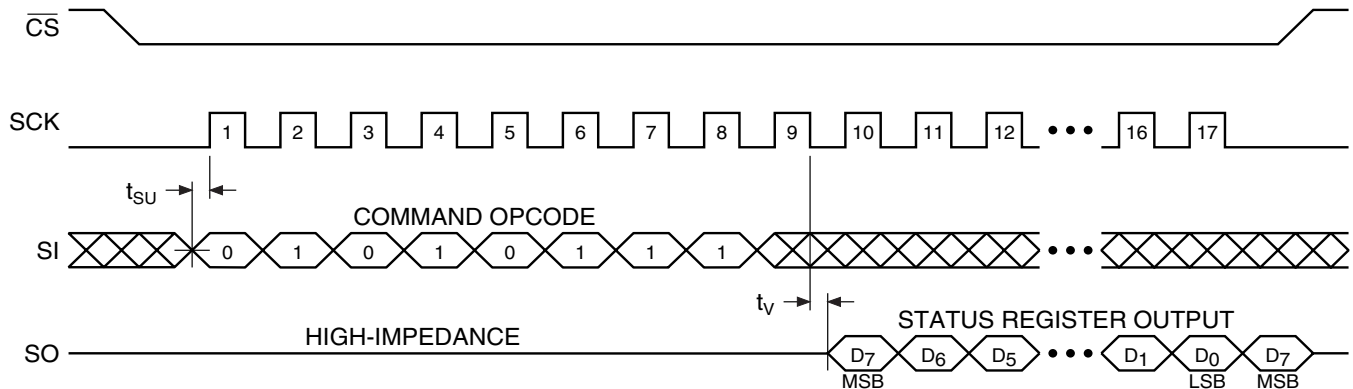 CS
SCK 1 2 3 4 5 6 7 8 9 10 11 12 ••• 16 17
tSU
COMMAND OPCODE
SI 0 1 0 1 0 1 1 1 •••
tV
HIGH-IMPEDANCE STATUS REGISTER OUTPUT
SO D7 D6 D5 ••• D1 D0 D7
MSB LSB MSB